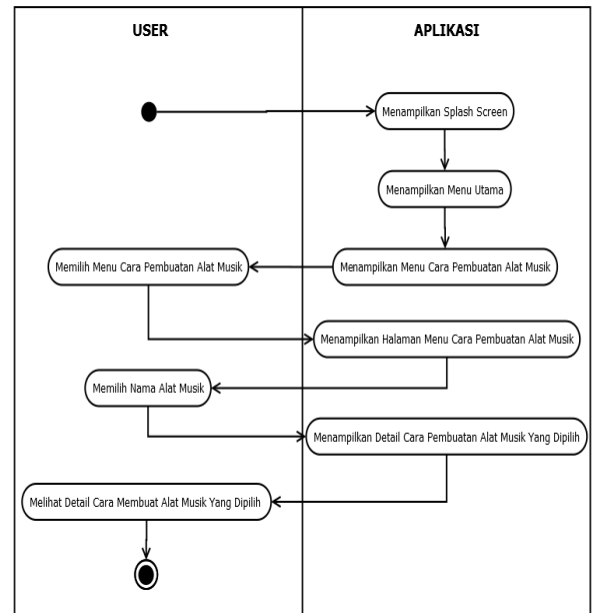 USER
APLIKASI
Menampilkan Splash Screen
Menampilkan Menu Utama
Memilih Menu Cara Pembuatan Alat Musik
Menampilkan Menu Cara Pembuatan Alat Musik
Menampilkan Halaman Menu Cara Pembuatan Alat Musik
Memilih Nama Alat Musik
Menampilkan Detail Cara Pembuatan Alat Musik Yang Dipilih
Melihat Detail Cara Membuat Alat Musik Yang Dipilih